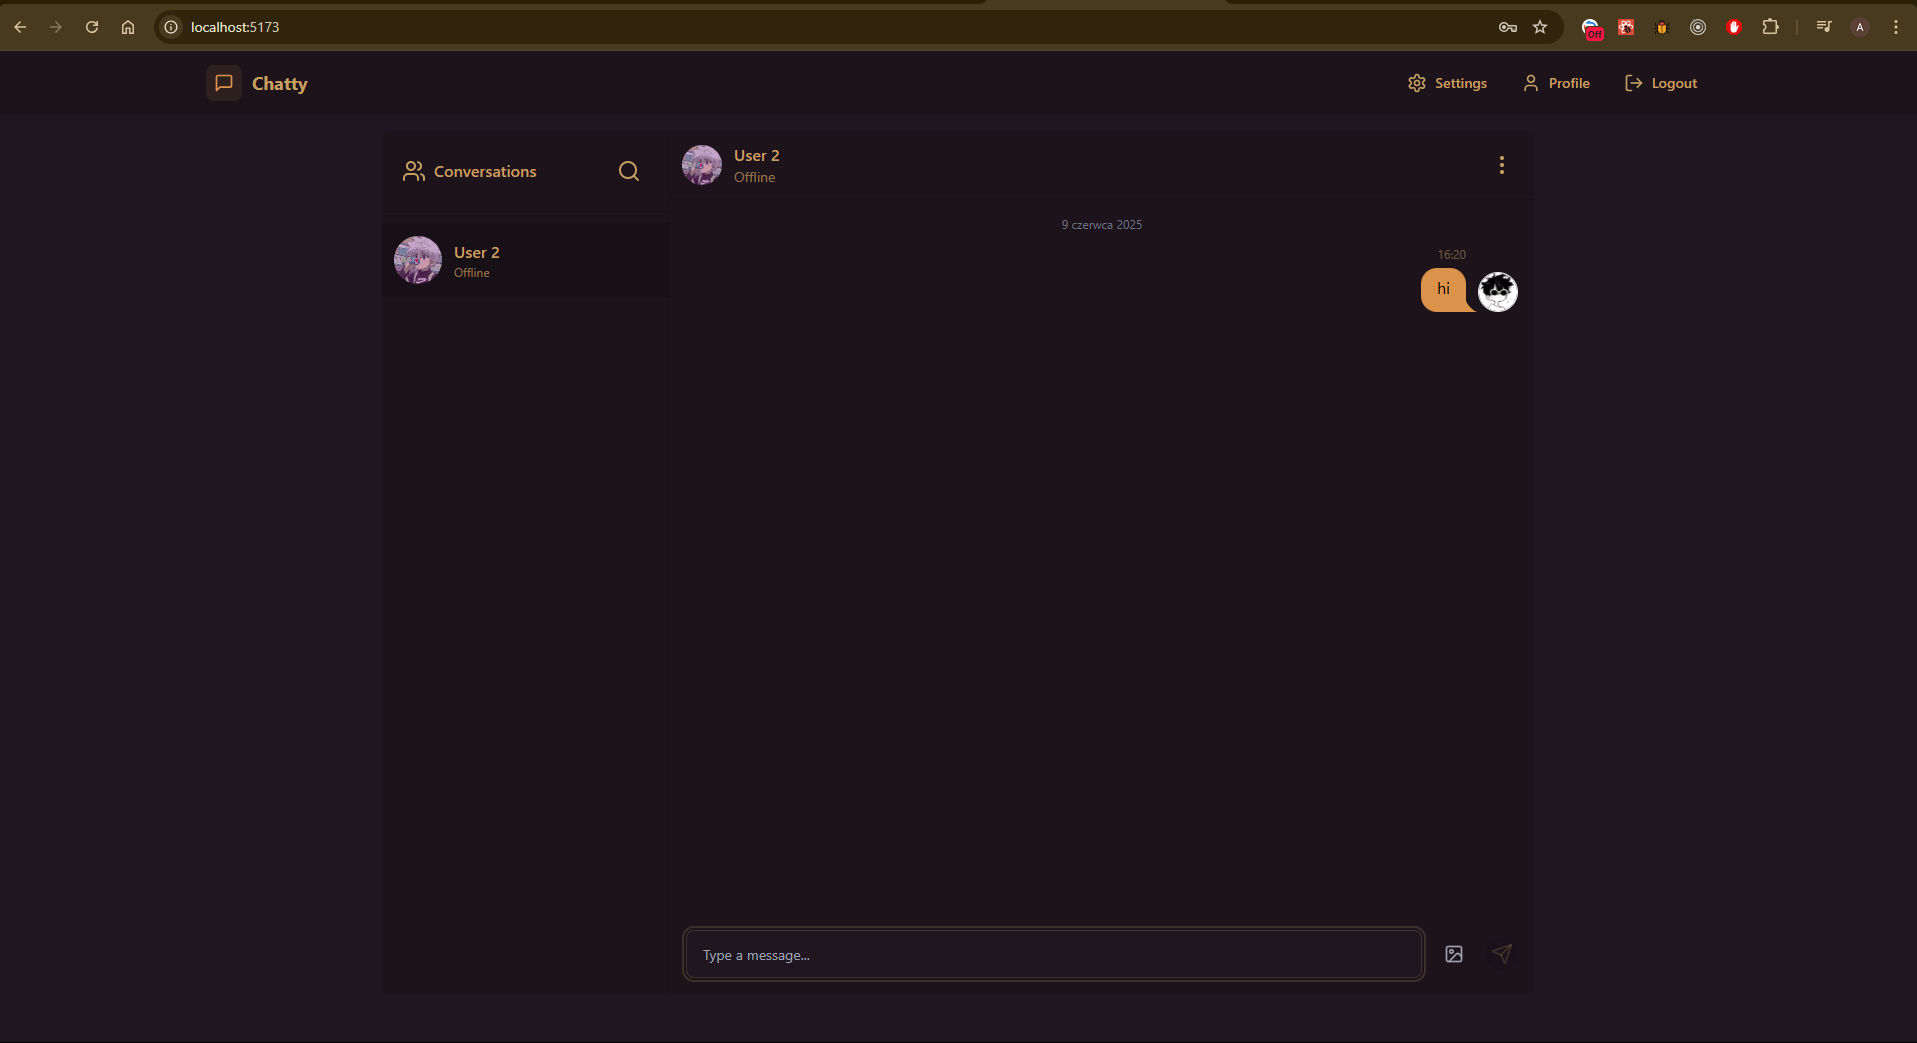 localhost:5173
Off
A
Chatty
Settings
Profile
Logout
Conversations
User 2
Offline
User 2
Offline
9 czerwca 2025
16:20
hi
Type a message...